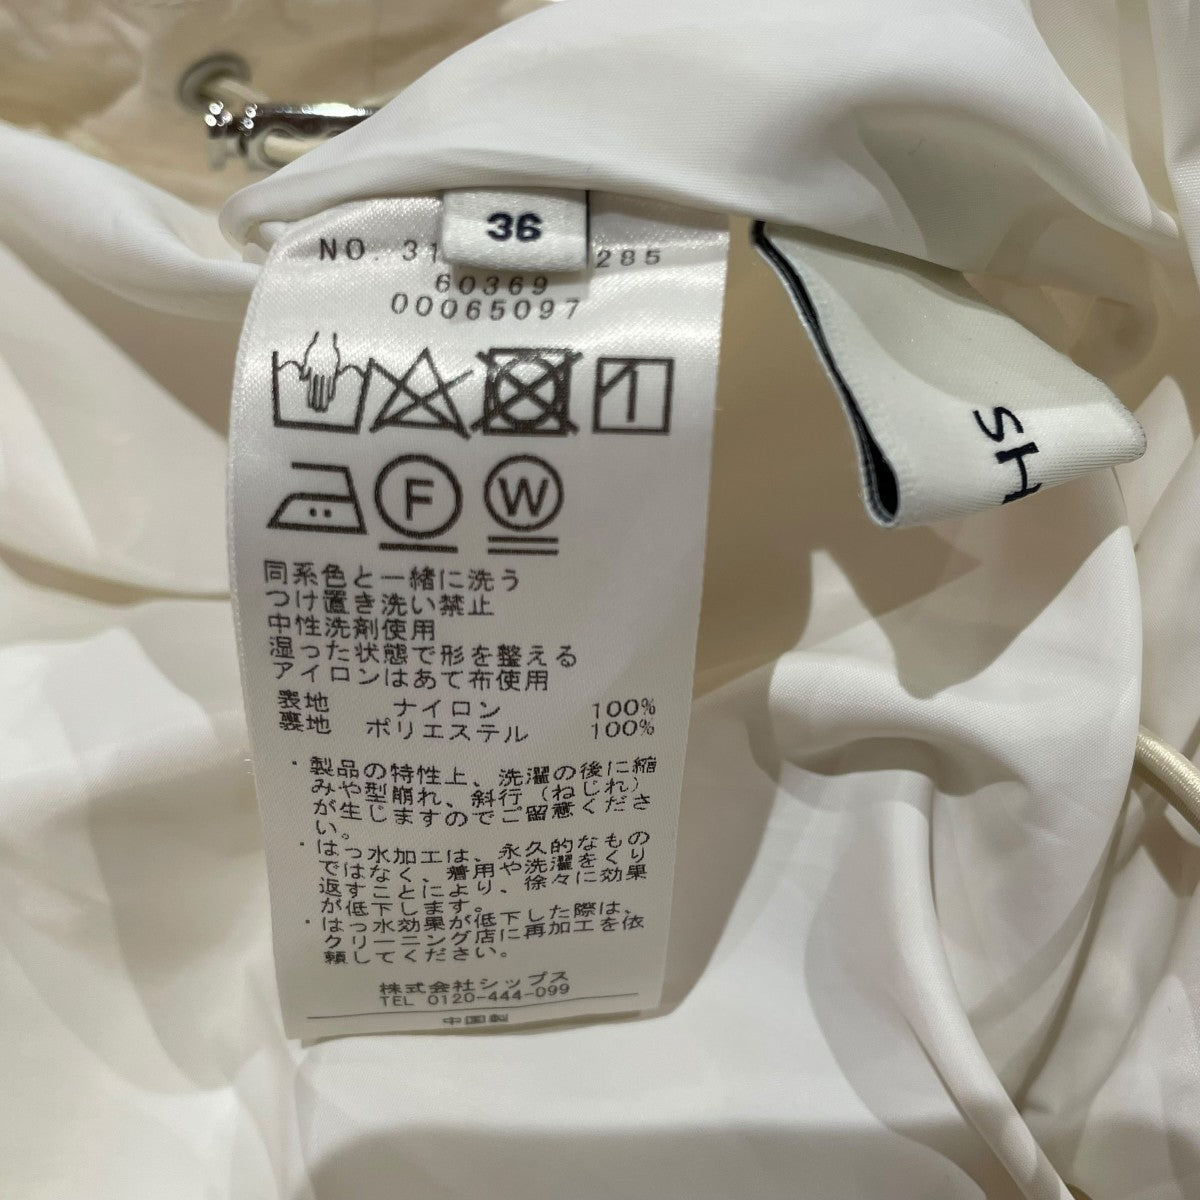 36
NO. 31 285
60369
00065097
F
W
SH
同系色と一緒に洗う
つけ置き洗い禁止
中性洗剤使用
湿った状態で形を整える
アイロンはあて布使用
表地 ナイロン 100%
裏地 ポリエステル 100%
・製品の特性上、洗濯の後に縮
みや型崩れ、斜行（ねじれ）
が生じますのでご留意くださ
い。
・はっ水加工は、永久的なもの
ではなく、着用や洗濯をくり
返すことにより、徐々に効果
が低下します。
・はっ水効果が低下した際は、
クリーニング店に再加工を依
頼してください。
株式会社シップス
TEL 0120-444-099
中国製